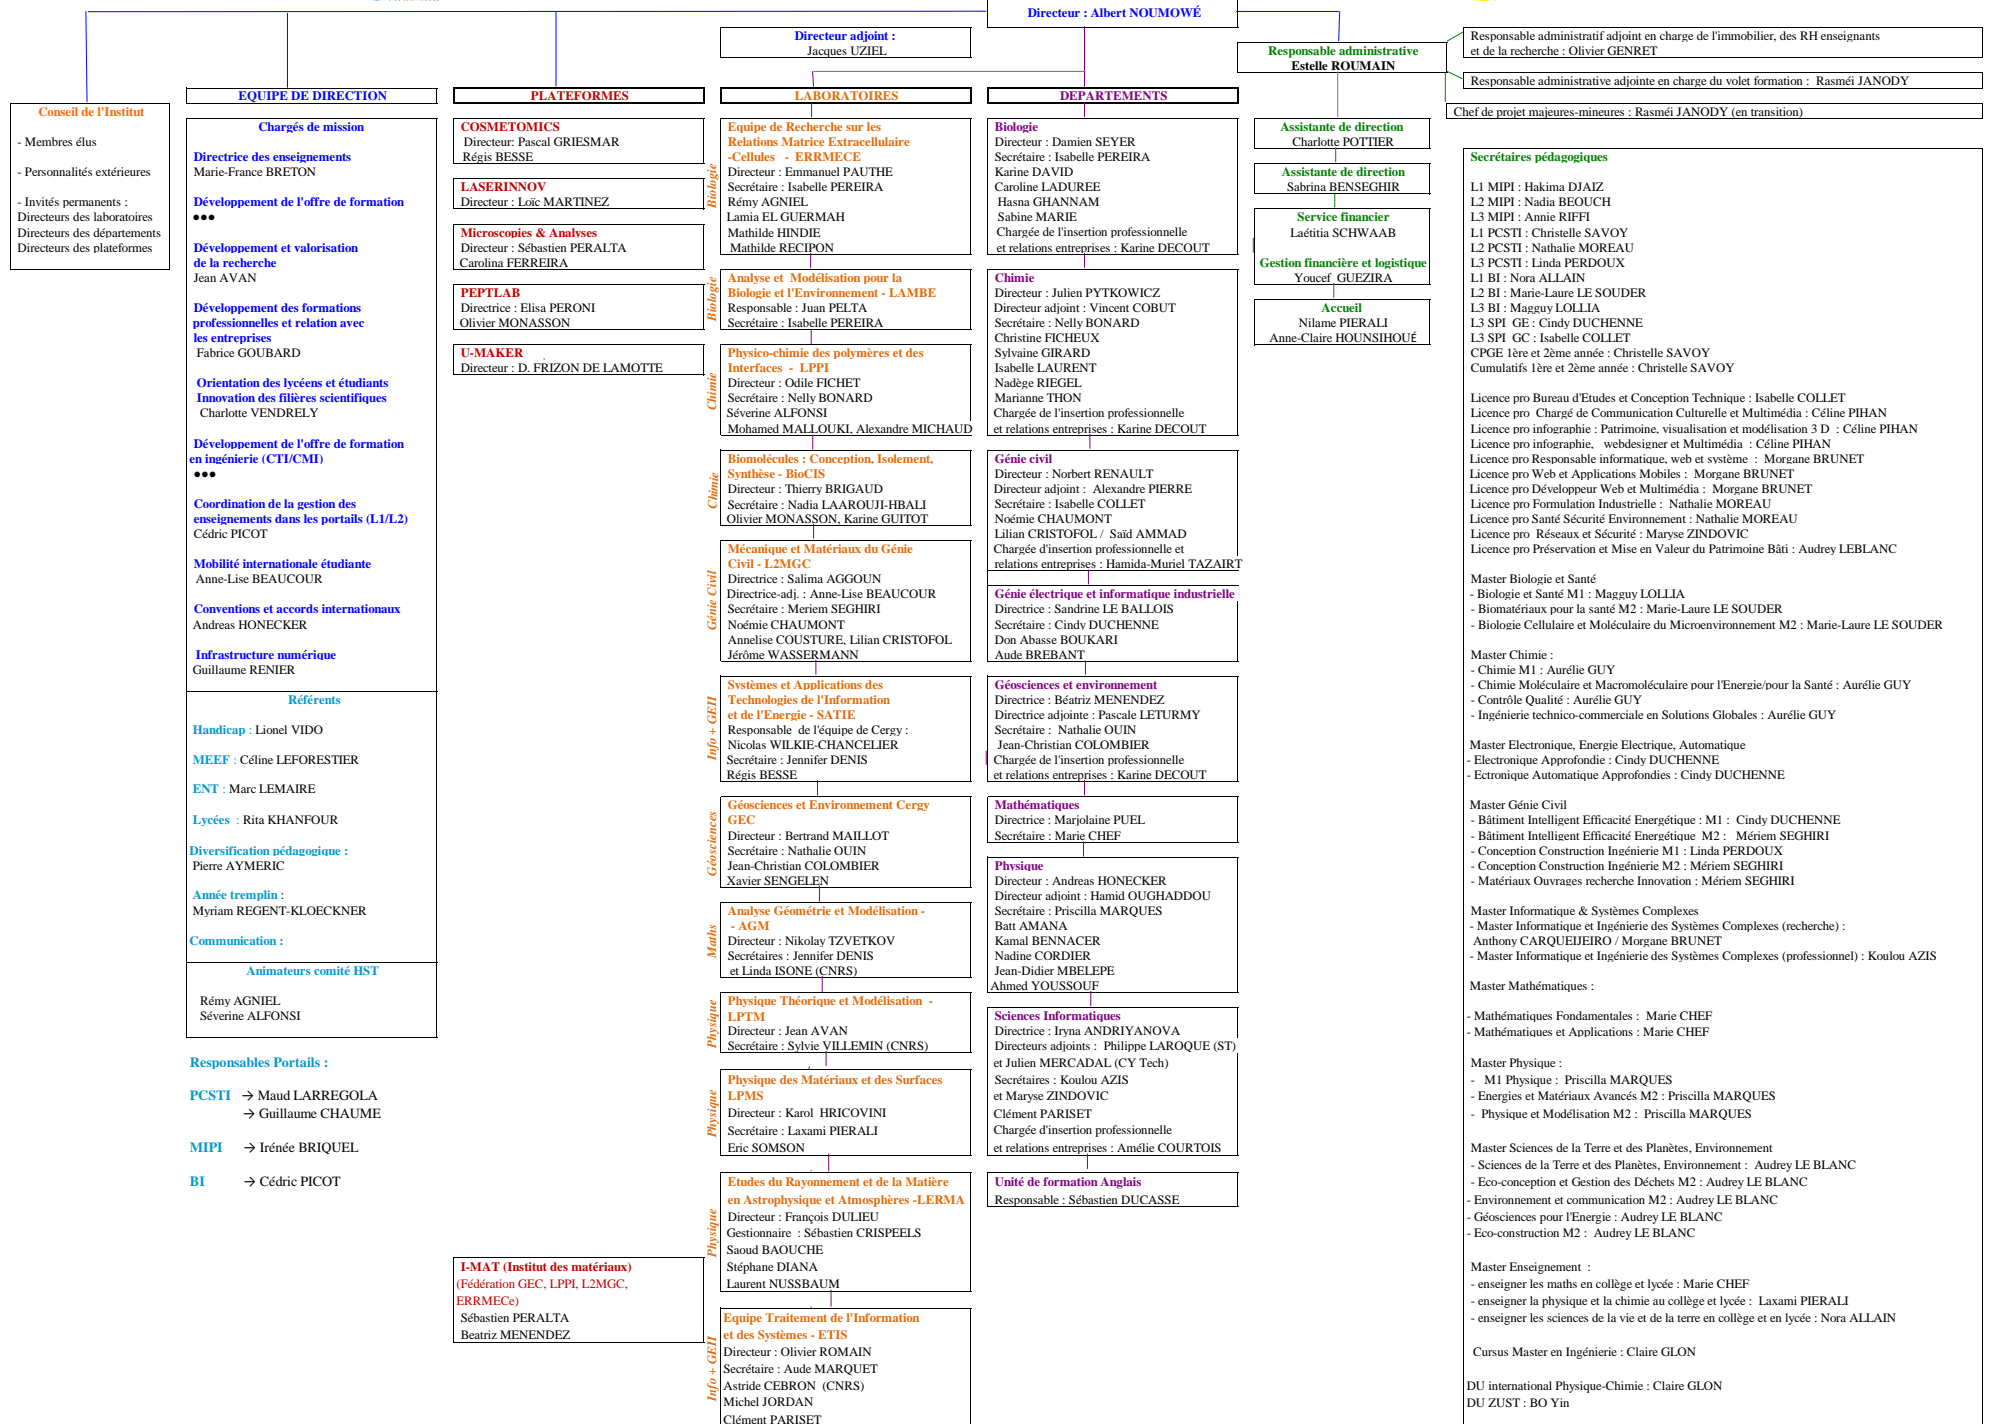 Directeur : Albert NOUMOWÉ
Directeur adjoint :
Jacques UZIEL
Responsable administrative
Estelle ROUMAIN
Responsable administratif adjoint en charge de l'immobilier, des RH enseignants
et de la recherche : Olivier GENRET
Responsable administrative adjointe en charge du volet formation : Rasméi JANODY
Chef de projet majeures-mineures : Rasméi JANODY (en transition)
Conseil de l'Institut
- Membres élus
- Personnalités extérieures
- Invités permanents :
Directeurs des laboratoires
Directeurs des départements
Directeurs des plateformes
EQUIPE DE DIRECTION
Chargés de mission
Directrice des enseignements
Marie-France BRETON
Développement de l'offre de formation
●●●
Développement et valorisation
de la recherche
Jean AVAN
Développement des formations
professionnelles et relation avec
les entreprises
Fabrice GOUBARD
Orientation des lycéens et étudiants
Innovation des filières scientifiques
Charlotte VENDRELY
Développement de l'offre de formation
en ingénierie (CTI/CMI)
●●●
Coordination de la gestion des
enseignements dans les portails (L1/L2)
Cédric PICOT
Mobilité internationale étudiante
Anne-Lise BEAUCOUR
Conventions et accords internationaux
Andreas HONECKER
Infrastructure numérique
Guillaume RENIER
Référents
Handicap : Lionel VIDO
MEEF : Céline LEFORESTIER
ENT : Marc LEMAIRE
Lycées : Rita KHANFOUR
Diversification pédagogique :
Pierre AYMERIC
Année tremplin :
Myriam REGENT-KLOECKNER
Communication :
Animateurs comité HST
Rémy AGNIEL
Séverine ALFONSI
Responsables Portails :
PCSTI → Maud LARREGOLA
→ Guillaume CHAUME
MIPI → Irénée BRIQUEL
BI → Cédric PICOT
PLATEFORMES
COSMETOMICS
Directeur: Pascal GRIESMAR
Régis BESSE
LASERINNOV
Directeur : Loïc MARTINEZ
Microscopies & Analyses
Directeur : Sébastien PERALTA
Carolina FERREIRA
PEPTLAB
Directrice : Elisa PERONI
Olivier MONASSON
U-MAKER
Directeur : D. FRIZON DE LAMOTTE
I-MAT (Institut des matériaux)
(Fédération GEC, LPPI, L2MGC,
ERRMECe)
Sébastien PERALTA
Beatriz MENENDEZ
LABORATOIRES
Biologie
Equipe de Recherche sur les
Relations Matrice Extracellulaire
-Cellules - ERRMECE
Directeur : Emmanuel PAUTHE
Secrétaire : Isabelle PEREIRA
Rémy AGNIEL
Lamia EL GUERMAH
Mathilde HINDIE
Mathilde RECIPON
Biologie
Analyse et Modélisation pour la
Biologie et l'Environnement - LAMBE
Responsable : Juan PELTA
Secrétaire : Isabelle PEREIRA
Chimie
Physico-chimie des polymères et des
Interfaces - LPPI
Directeur : Odile FICHET
Secrétaire : Nelly BONARD
Séverine ALFONSI
Mohamed MALLOUKI, Alexandre MICHAUD
Chimie
Biomolécules : Conception, Isolement,
Synthèse - BioCIS
Directeur : Thierry BRIGAUD
Secrétaire : Nadia LAAROUJI-HBALI
Olivier MONASSON, Karine GUITOT
Génie Civil
Mécanique et Matériaux du Génie
Civil - L2MGC
Directrice : Salima AGGOUN
Directrice-adj. : Anne-Lise BEAUCOUR
Secrétaire : Meriem SEGHIRI
Noémie CHAUMONT
Annelise COUSTURE, Lilian CRISTOFOL
Jérôme WASSERMANN
Info + GEII
Systèmes et Applications des
Technologies de l'Information
et de l'Energie - SATIE
Responsable de l'équipe de Cergy :
Nicolas WILKIE-CHANCELIER
Secrétaire : Jennifer DENIS
Régis BESSE
Géosciences
Géosciences et Environnement Cergy
GEC
Directeur : Bertrand MAILLOT
Secrétaire : Nathalie OUIN
Jean-Christian COLOMBIER
Xavier SENGELEN
Maths
Analyse Géométrie et Modélisation -
- AGM
Directeur : Nikolay TZVETKOV
Secrétaires : Jennifer DENIS
et Linda ISONE (CNRS)
Physique
Physique Théorique et Modélisation -
LPTM
Directeur : Jean AVAN
Secrétaire : Sylvie VILLEMIN (CNRS)
Physique
Physique des Matériaux et des Surfaces
LPMS
Directeur : Karol HRICOVINI
Secrétaire : Laxami PIERALI
Eric SOMSON
Physique
Etudes du Rayonnement et de la Matière
en Astrophysique et Atmosphères -LERMA
Directeur : François DULIEU
Gestionnaire : Sébastien CRISPEELS
Saoud BAOUCHE
Stéphane DIANA
Laurent NUSSBAUM
Info + GEII
Equipe Traitement de l'Information
et des Systèmes - ETIS
Directeur : Olivier ROMAIN
Secrétaire : Aude MARQUET
Astride CEBRON (CNRS)
Michel JORDAN
Clément PARISET
DEPARTEMENTS
Biologie
Directeur : Damien SEYER
Secrétaire : Isabelle PEREIRA
Karine DAVID
Caroline LADUREE
Hasna GHANNAM
Sabine MARIE
Chargée de l'insertion professionnelle
et relations entreprises : Karine DECOUT
Chimie
Directeur : Julien PYTKOWICZ
Directeur adjoint : Vincent COBUT
Secrétaire : Nelly BONARD
Christine FICHEUX
Sylvaine GIRARD
Isabelle LAURENT
Nadège RIEGEL
Marianne THON
Chargée de l'insertion professionnelle
et relations entreprises : Karine DECOUT
Génie civil
Directeur : Norbert RENAULT
Directeur adjoint : Alexandre PIERRE
Secrétaire : Isabelle COLLET
Noémie CHAUMONT
Lilian CRISTOFOL / Saïd AMMAD
Chargée d'insertion professionnelle et
relations entreprises : Hamida-Muriel TAZAIRT
Génie électrique et informatique industrielle
Directrice : Sandrine LE BALLOIS
Secrétaire : Cindy DUCHENNE
Don Abasse BOUKARI
Aude BREBANT
Géosciences et environnement
Directrice : Béatriz MENENDEZ
Directrice adjointe : Pascale LETURMY
Secrétaire : Nathalie OUIN
Jean-Christian COLOMBIER
Chargée de l'insertion professionnelle
et relations entreprises : Karine DECOUT
Mathématiques
Directrice : Marjolaine PUEL
Secrétaire : Marie CHEF
Physique
Directeur : Andreas HONECKER
Directeur adjoint : Hamid OUGHADDOU
Secrétaire : Priscilla MARQUES
Batt AMANA
Kamal BENNACER
Nadine CORDIER
Jean-Didier MBELEPE
Ahmed YOUSSOUF
Sciences Informatiques
Directrice : Iryna ANDRIYANOVA
Directeurs adjoints : Philippe LAROQUE (ST)
et Julien MERCADAL (CY Tech)
Secrétaires : Koulou AZIS
et Maryse ZINDOVIC
Clément PARISET
Chargée d'insertion professionnelle
et relations entreprises : Amélie COURTOIS
Unité de formation Anglais
Responsable : Sébastien DUCASSE
Assistante de direction
Charlotte POTTIER
Assistante de direction
Sabrina BENSEGHIR
Service financier
Laétitia SCHWAAB
Gestion financière et logistique
Youcef GUEZIRA
Accueil
Nilame PIERALI
Anne-Claire HOUNSIHOUÉ
Secrétaires pédagogiques
L1 MIPI : Hakima DJAIZ
L2 MIPI : Nadia BEOUCH
L3 MIPI : Annie RIFFI
L1 PCSTI : Christelle SAVOY
L2 PCSTI : Nathalie MOREAU
L3 PCSTI : Linda PERDOUX
L1 BI : Nora ALLAIN
L2 BI : Marie-Laure LE SOUDER
L3 BI : Magguy LOLLIA
L3 SPI GE : Cindy DUCHENNE
L3 SPI GC : Isabelle COLLET
CPGE 1ère et 2ème année : Christelle SAVOY
Cumulatifs 1ère et 2ème année : Christelle SAVOY
Licence pro Bureau d'Etudes et Conception Technique : Isabelle COLLET
Licence pro Chargé de Communication Culturelle et Multimédia : Céline PIHAN
Licence pro infographie : Patrimoine, visualisation et modélisation 3 D : Céline PIHAN
Licence pro infographie, webdesigner et Multimédia : Céline PIHAN
Licence pro Responsable informatique, web et système : Morgane BRUNET
Licence pro Web et Applications Mobiles : Morgane BRUNET
Licence pro Développeur Web et Multimédia : Morgane BRUNET
Licence pro Formulation Industrielle : Nathalie MOREAU
Licence pro Santé Sécurité Environnement : Nathalie MOREAU
Licence pro Réseaux et Sécurité : Maryse ZINDOVIC
Licence pro Préservation et Mise en Valeur du Patrimoine Bâti : Audrey LEBLANC
Master Biologie et Santé
- Biologie et Santé M1 : Magguy LOLLIA
- Biomatériaux pour la santé M2 : Marie-Laure LE SOUDER
- Biologie Cellulaire et Moléculaire du Microenvironnement M2 : Marie-Laure LE SOUDER
Master Chimie :
- Chimie M1 : Aurélie GUY
- Chimie Moléculaire et Macromoléculaire pour l'Energie/pour la Santé : Aurélie GUY
- Contrôle Qualité : Aurélie GUY
- Ingénierie technico-commerciale en Solutions Globales : Aurélie GUY
Master Electronique, Energie Electrique, Automatique
- Electronique Approfondie : Cindy DUCHENNE
- Ectronique Automatique Approfondies : Cindy DUCHENNE
Master Génie Civil
- Bâtiment Intelligent Efficacité Energétique : M1 : Cindy DUCHENNE
- Bâtiment Intelligent Efficacité Energétique M2 : Mériem SEGHIRI
- Conception Construction Ingénierie M1 : Linda PERDOUX
- Conception Construction Ingénierie M2 : Mériem SEGHIRI
- Matériaux Ouvrages recherche Innovation : Mériem SEGHIRI
Master Informatique & Systèmes Complexes
- Master Informatique et Ingénierie des Systèmes Complexes (recherche) :
Anthony CARQUEIJEIRO / Morgane BRUNET
- Master Informatique et Ingénierie des Systèmes Complexes (professionnel) : Koulou AZIS
Master Mathématiques :
- Mathématiques Fondamentales : Marie CHEF
- Mathématiques et Applications : Marie CHEF
Master Physique :
- M1 Physique : Priscilla MARQUES
- Energies et Matériaux Avancés M2 : Priscilla MARQUES
- Physique et Modélisation M2 : Priscilla MARQUES
Master Sciences de la Terre et des Planètes, Environnement
- Sciences de la Terre et des Planètes, Environnement : Audrey LE BLANC
- Eco-conception et Gestion des Déchets M2 : Audrey LE BLANC
- Environnement et communication M2 : Audrey LE BLANC
- Géosciences pour l'Energie : Audrey LE BLANC
- Eco-construction M2 : Audrey LE BLANC
Master Enseignement :
- enseigner les maths en collège et lycée : Marie CHEF
- enseigner la physique et la chimie au collège et lycée : Laxami PIERALI
- enseigner les sciences de la vie et de la terre en collège et en lycée : Nora ALLAIN
Cursus Master en Ingénierie : Claire GLON
DU international Physique-Chimie : Claire GLON
DU ZUST : BO Yin